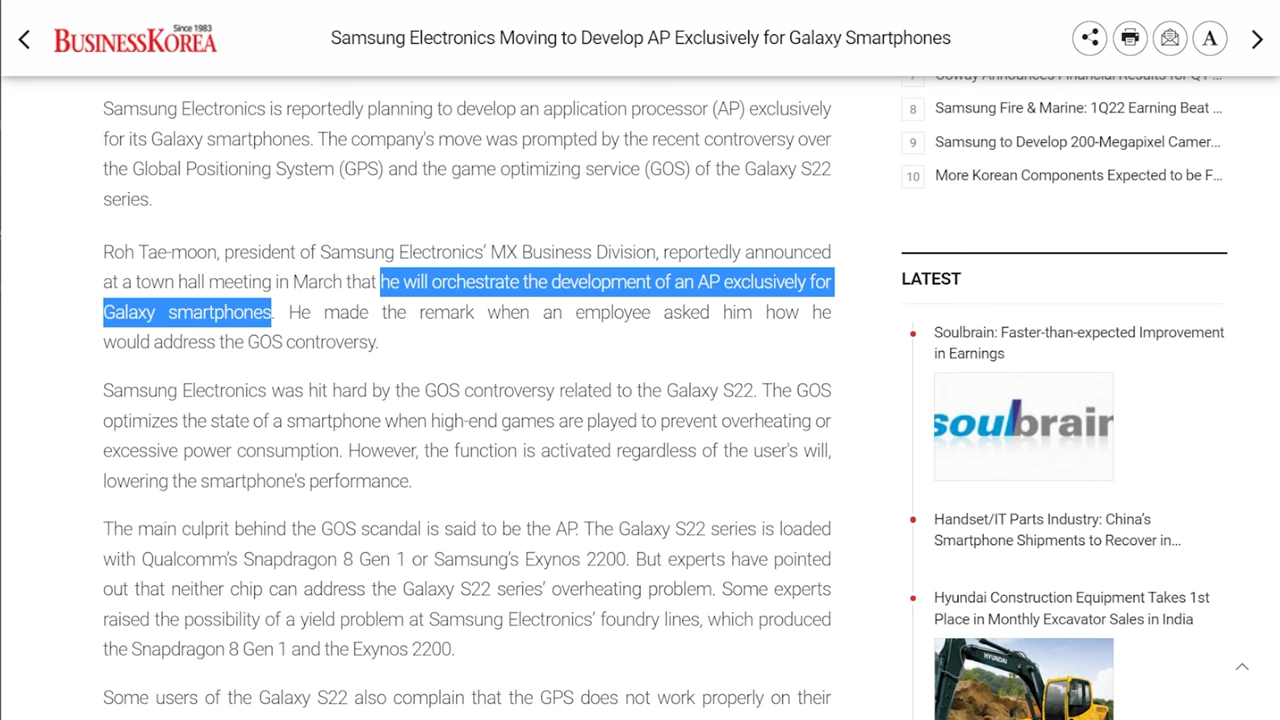 Since 1983
BUSINESSKOREA
Samsung Electronics Moving to Develop AP Exclusively for Galaxy Smartphones
A
Samsung Electronics is reportedly planning to develop an application processor (AP) exclusively
for its Galaxy smartphones. The company's move was prompted by the recent controversy over
the Global Positioning System (GPS) and the game optimizing service (GOS) of the Galaxy S22
series.
Roh Tae-moon, president of Samsung Electronics’ MX Business Division, reportedly announced
at a town hall meeting in March that he will orchestrate the development of an AP exclusively for
Galaxy smartphones. He made the remark when an employee asked him how he
would address the GOS controversy.
Samsung Electronics was hit hard by the GOS controversy related to the Galaxy S22. The GOS
optimizes the state of a smartphone when high-end games are played to prevent overheating or
excessive power consumption. However, the function is activated regardless of the user's will,
lowering the smartphone's performance.
The main culprit behind the GOS scandal is said to be the AP. The Galaxy S22 series is loaded
with Qualcomm’s Snapdragon 8 Gen 1 or Samsung’s Exynos 2200. But experts have pointed
out that neither chip can address the Galaxy S22 series’ overheating problem. Some experts
raised the possibility of a yield problem at Samsung Electronics’ foundry lines, which produced
the Snapdragon 8 Gen 1 and the Exynos 2200.
Some users of the Galaxy S22 also complain that the GPS does not work properly on their
7 Coway Announces Financial Results for Q1 ...
8 Samsung Fire & Marine: 1Q22 Earning Beat ...
9 Samsung to Develop 200-Megapixel Camer...
10 More Korean Components Expected to be F...
LATEST
Soulbrain: Faster-than-expected Improvement
in Earnings
soulbrain
Handset/IT Parts Industry: China’s
Smartphone Shipments to Recover in...
Hyundai Construction Equipment Takes 1st
Place in Monthly Excavator Sales in India
HYUNDAI